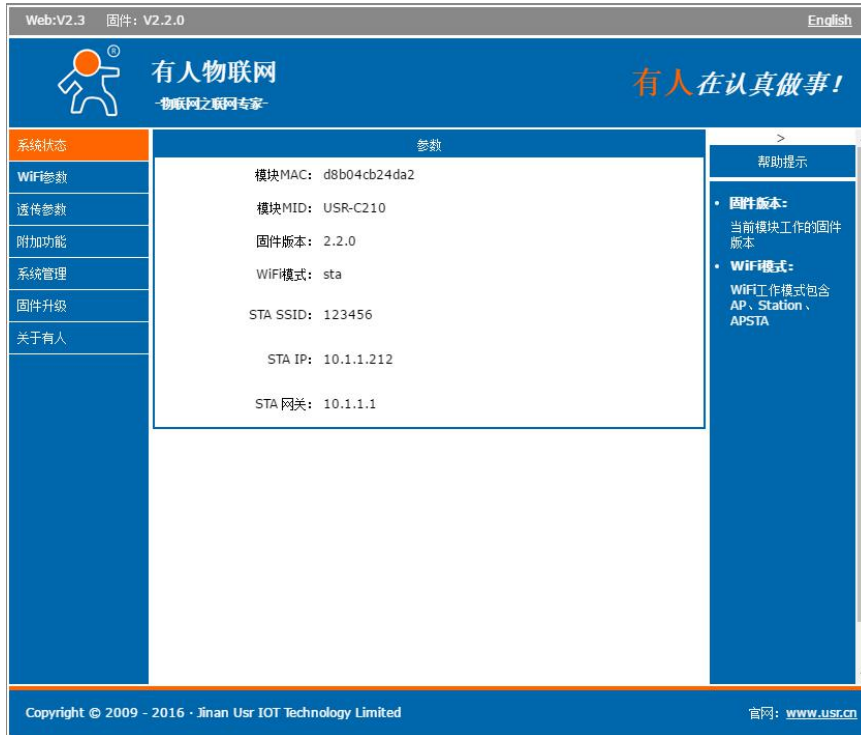 Web:V2.3 固件：V2.2.0 English
®
有人物联网
-物联网之联网专家-
有人在认真做事！
系统状态
WiFi参数
透传参数
附加功能
系统管理
固件升级
关于有人
参数
模块MAC： d8b04cb24da2
模块MID： USR-C210
固件版本： 2.2.0
WiFi模式： sta
STA SSID： 123456
STA IP： 10.1.1.212
STA 网关： 10.1.1.1
>
帮助提示
• 固件版本：
当前模块工作的固件
版本
• WiFi模式：
WiFi工作模式包含
AP、Station 、
APSTA
Copyright © 2009 - 2016 · Jinan Usr IOT Technology Limited
官网：www.usr.cn